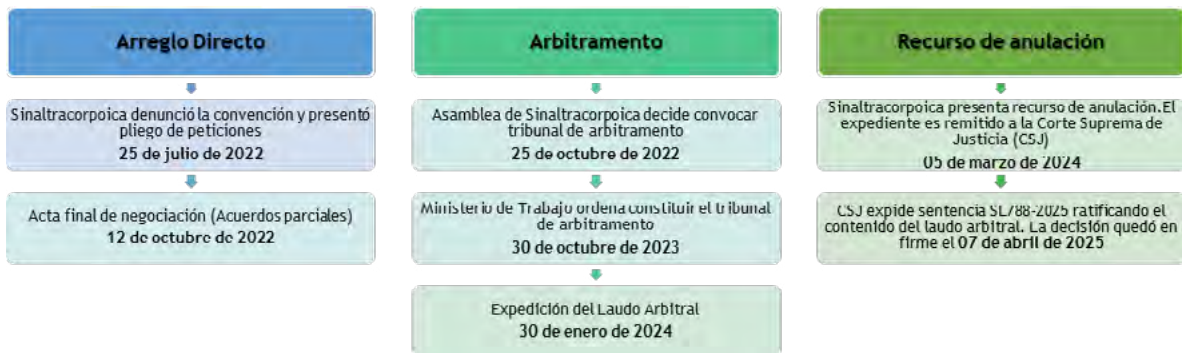 Arreglo Directo
Sinaltracorpoica denunció la convención y presentó
pliego de peticiones
25 de julio de 2022
Acta final de negociación (Acuerdos parciales)
12 de octubre de 2022
Arbitramento
Asamblea de Sinaltracorpoica decide convocar
tribunal de arbitramento
25 de octubre de 2022
Ministerio de Trabajo ordena constituir el tribunal
de arbitramento
30 de octubre de 2023
Expedición del Laudo Arbitral
30 de enero de 2024
Recurso de anulación
Sinaltracorpoica presenta recurso de anulación.El
expediente es remitido a la Corte Suprema de
Justicia (CSJ)
05 de marzo de 2024
CSJ expide sentencia SL788-2025 ratificando el
contenido del laudo arbitral. La decisión quedó en
firme el 07 de abril de 2025